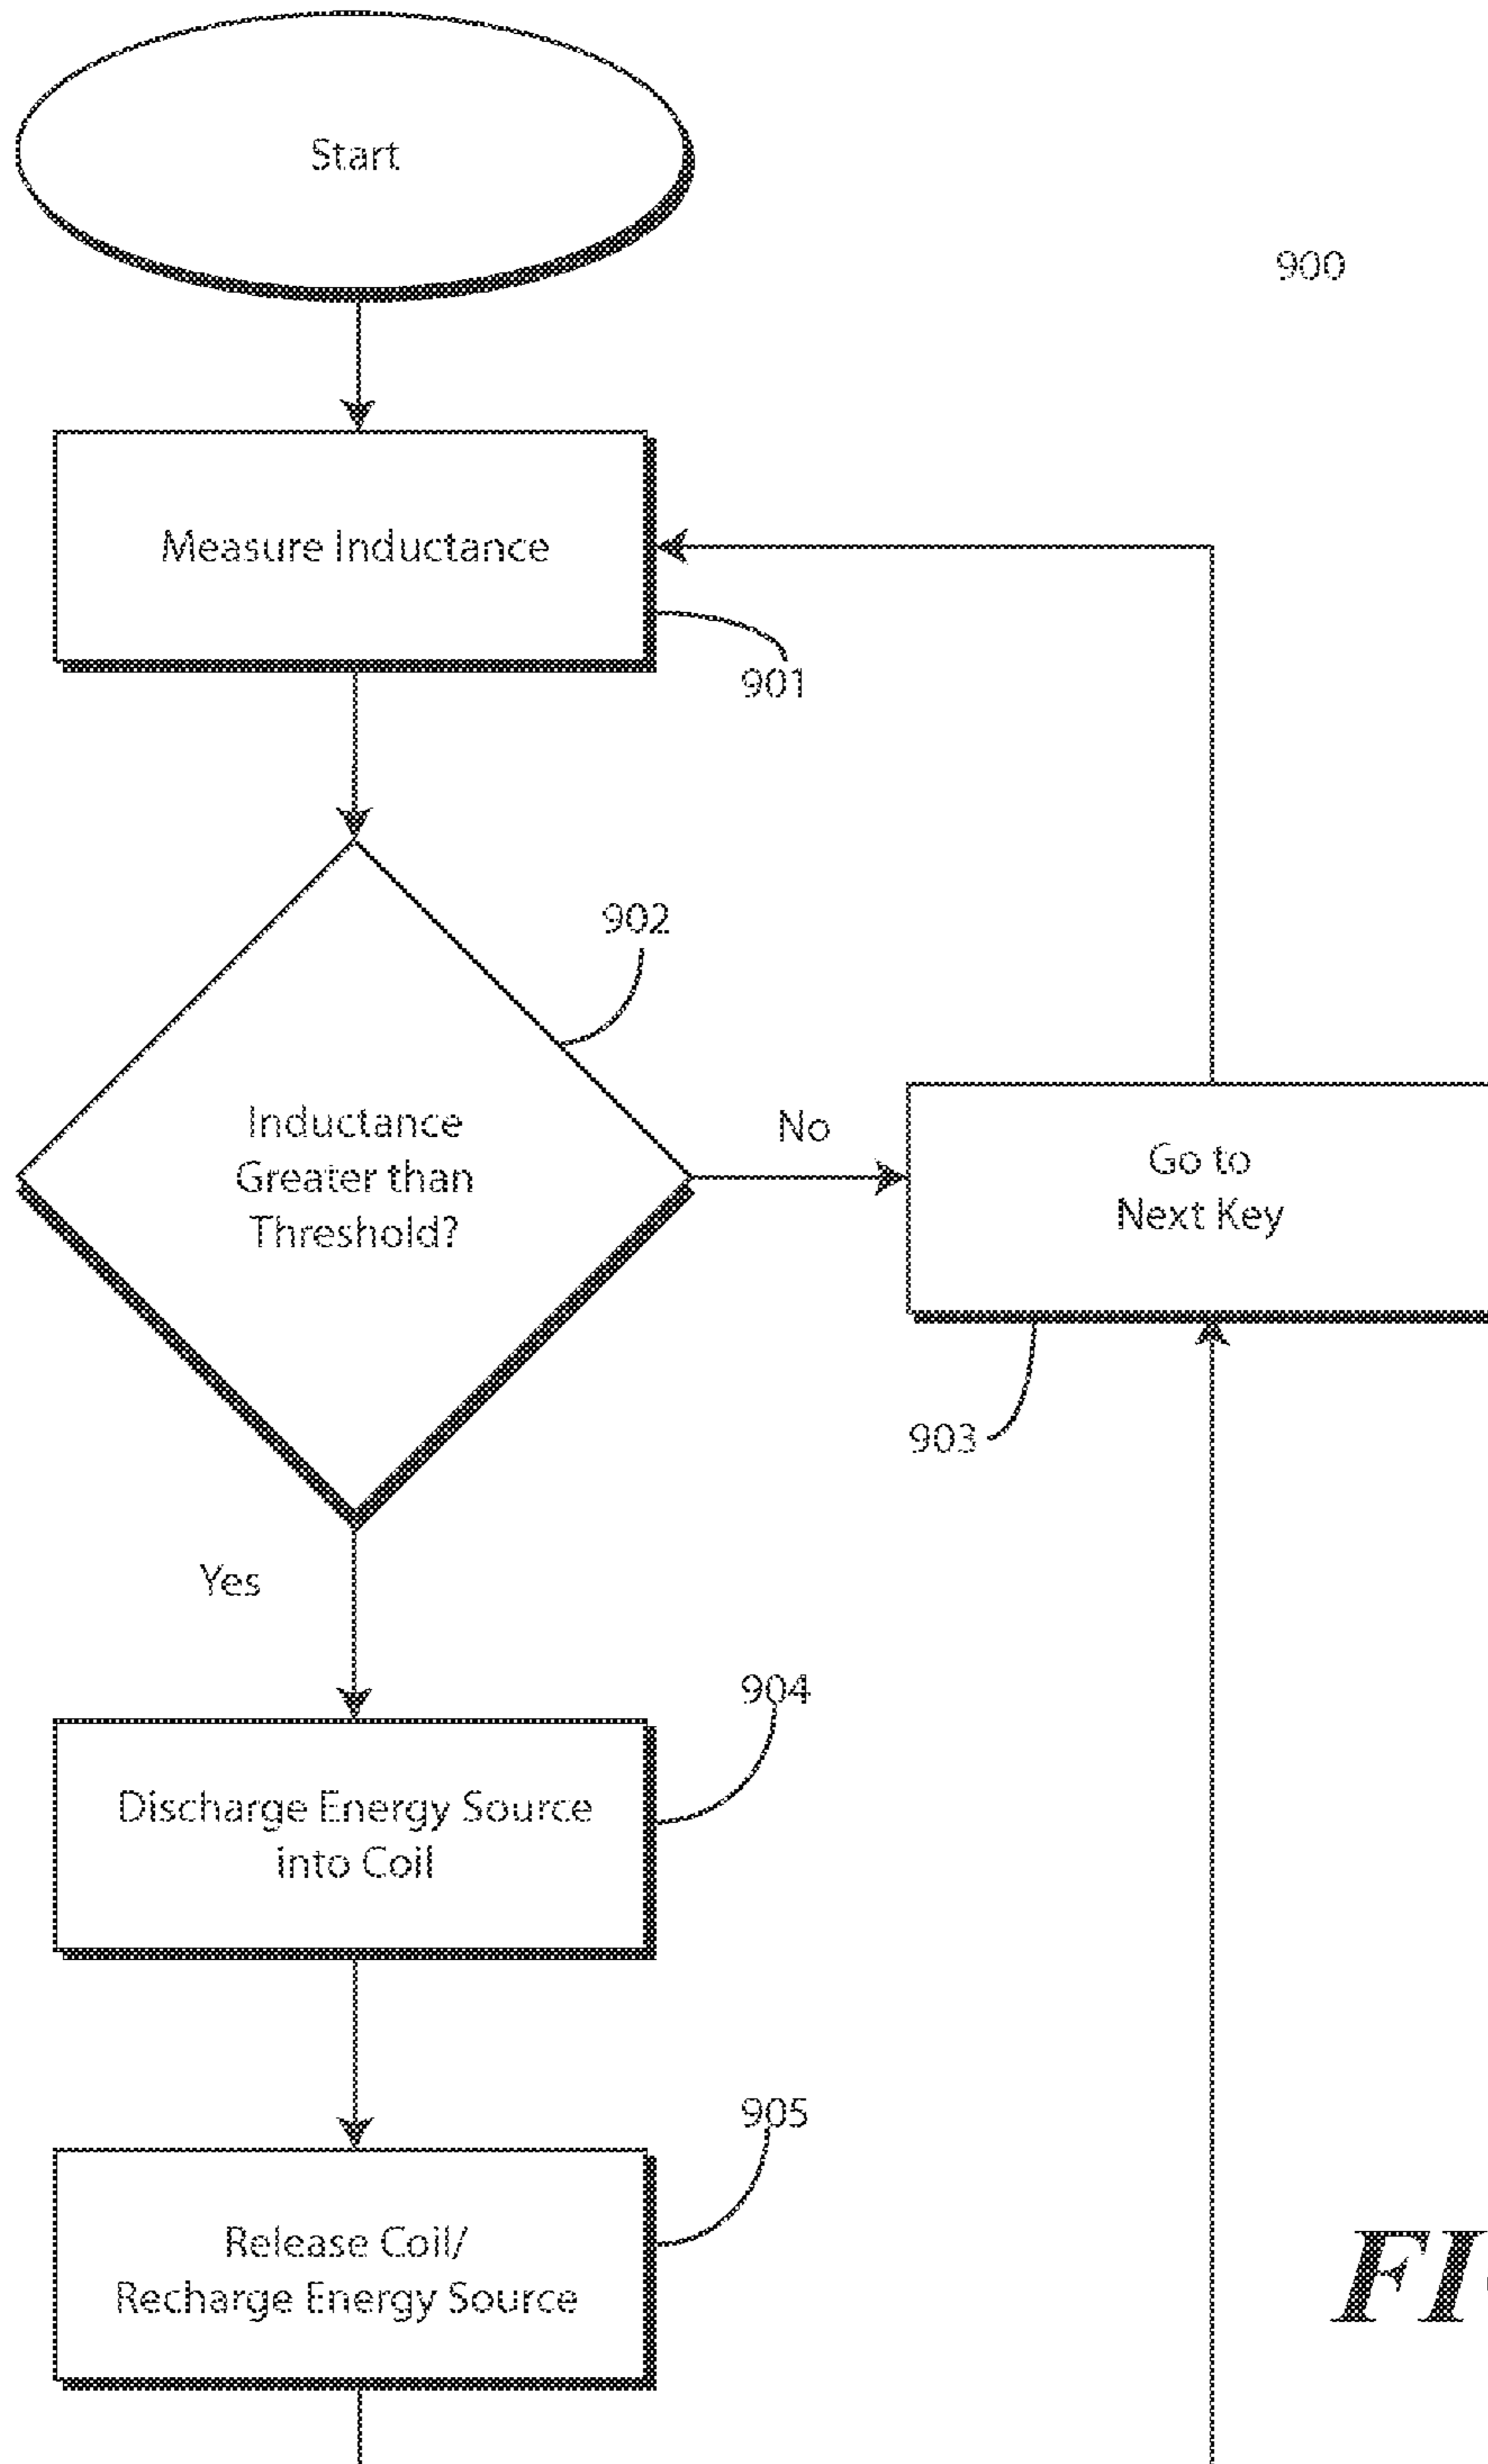 Start
900
Measure Inductance
901
902
Inductance
Greater than
Threshold?
No
Go to
Next Key
903
Yes
904
Discharge Energy Source
into Coil
905
Release Coil/
Recharge Energy Source